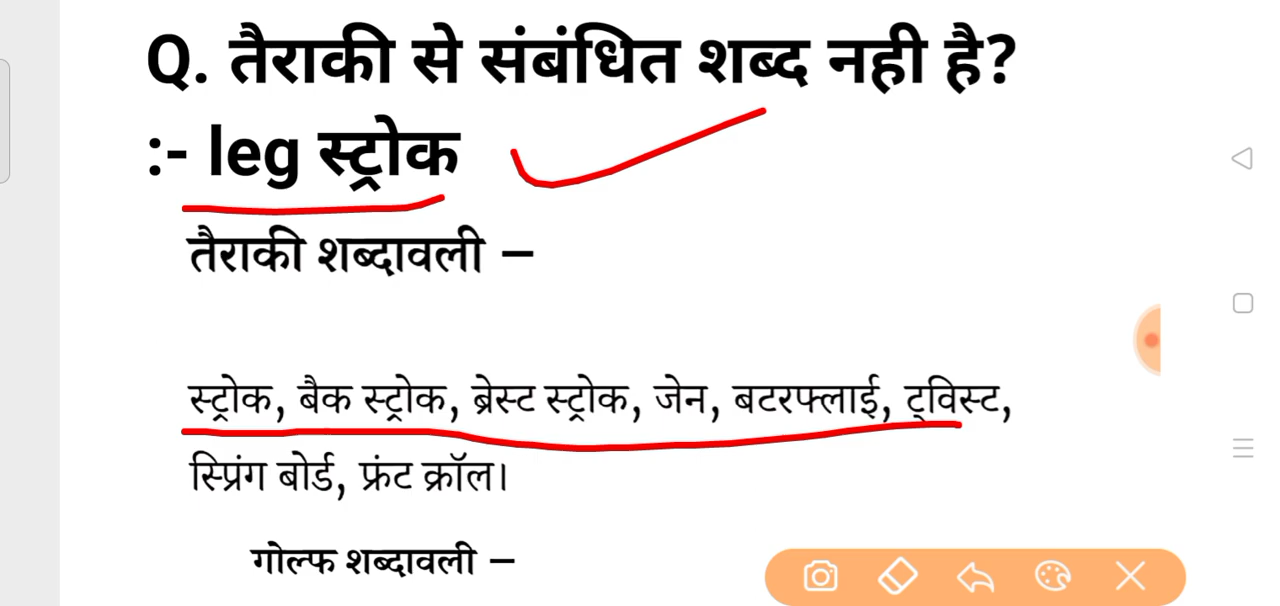 Q. तैराकी से संबंधित शब्द नही है?
:- leg स्ट्रोक
तैराकी शब्दावली –
स्ट्रोक, बैक स्ट्रोक, ब्रेस्ट स्ट्रोक, जेन, बटरफ्लाई, ट्विस्ट,
स्प्रिंग बोर्ड, फ्रंट क्रॉल।
गोल्फ शब्दावली –